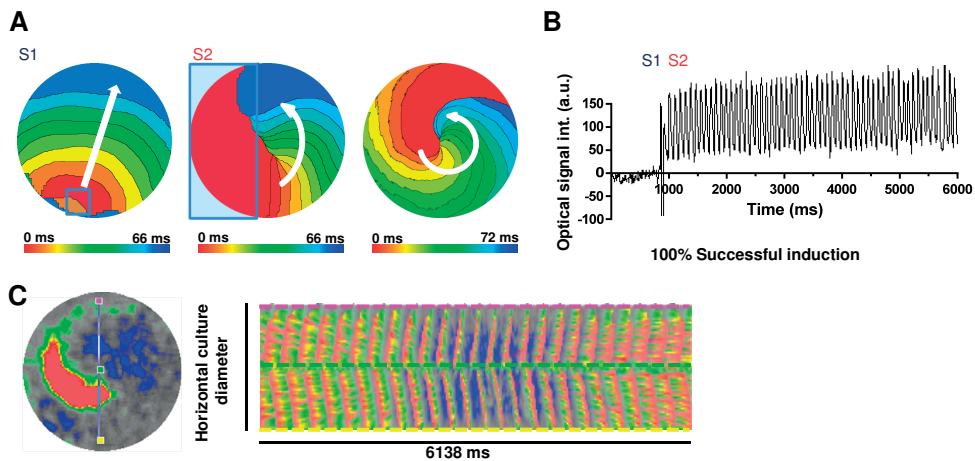 A
S1
S2
0 ms 66 ms
0 ms 66 ms
0 ms 72 ms
B
S1 S2
Optical signal int. (a.u.)
150
100
50
0
-50
-100
1000 2000 3000 4000 5000 6000
Time (ms)
100% Successful induction
C
Horizontal culture
diameter
6138 ms